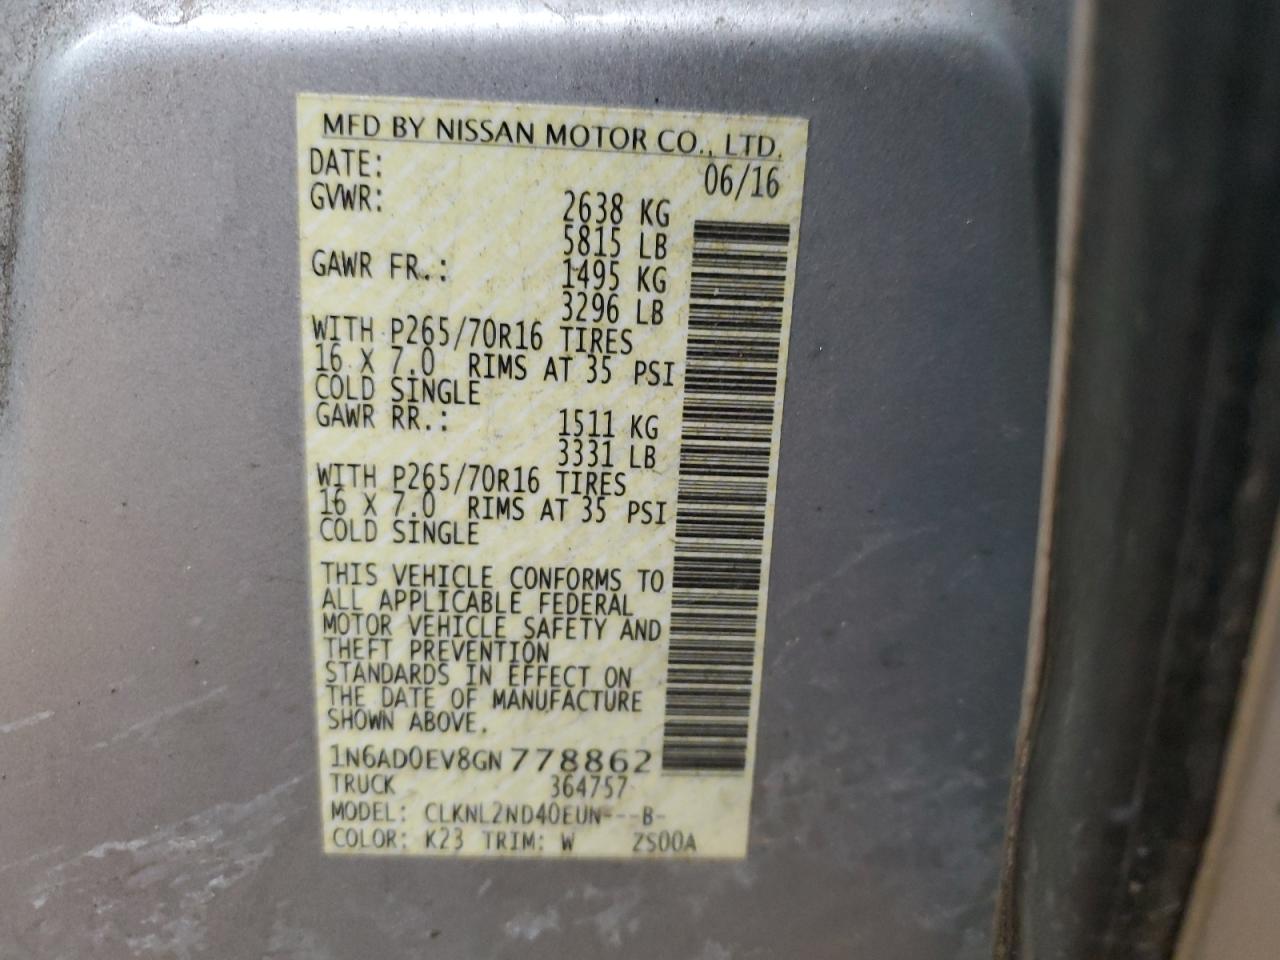 MFD BY NISSAN MOTOR CO., LTD.
DATE: 06/16
GVWR: 2638 KG
5815 LB
GAWR FR.: 1495 KG
3296 LB
WITH P265/70R16 TIRES
16 X 7.0 RIMS AT 35 PSI
COLD SINGLE
GAWR RR.: 1511 KG
3331 LB
WITH P265/70R16 TIRES
16 X 7.0 RIMS AT 35 PSI
COLD SINGLE
THIS VEHICLE CONFORMS TO
ALL APPLICABLE FEDERAL
MOTOR VEHICLE SAFETY AND
THEFT PREVENTION
STANDARDS IN EFFECT ON
THE DATE OF MANUFACTURE
SHOWN ABOVE.
1N6AD0EV8GN778862
TRUCK 364757
MODEL: CLKNL2ND40EUN---B-
COLOR: K23 TRIM: W ZS00A